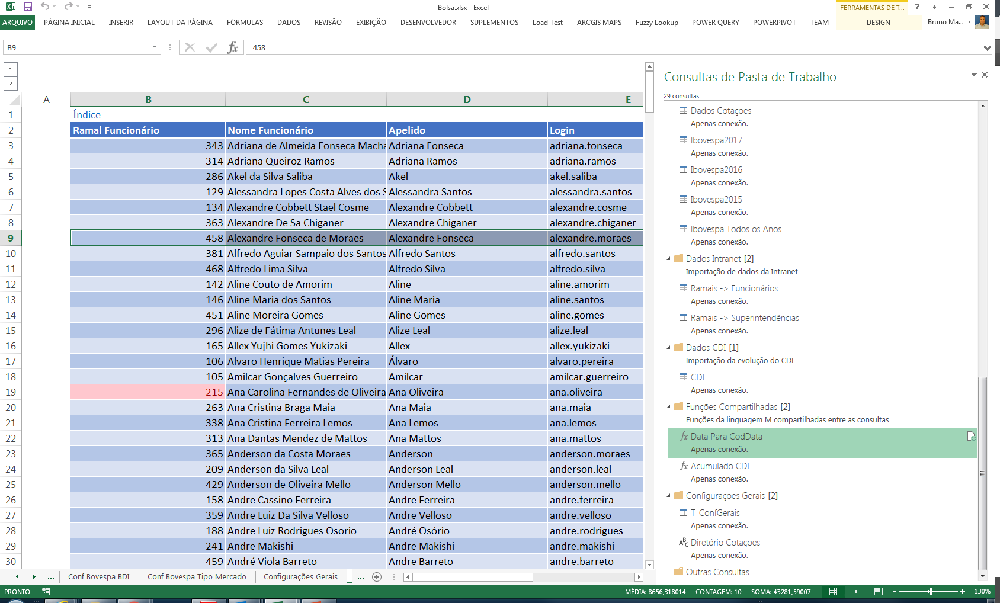 Bolsa.xlsx - Excel
FERRAMENTAS DE T...
?
ARQUIVO PÁGINA INICIAL INSERIR LAYOUT DA PÁGINA FÓRMULAS DADOS REVISÃO EXIBIÇÃO DESENVOLVEDOR SUPLEMENTOS Load Test ARCGIS MAPS Fuzzy Lookup POWER QUERY POWERPIVOT TEAM DESIGN Bruno Ma...
B9 fx 458
1
2
A B C D E
1 Índice
2 Ramal Funcionário Nome Funcionário Apelido Login
3 343 Adriana de Almeida Fonseca Macha Adriana Fonseca adriana.fonseca
4 314 Adriana Queiroz Ramos Adriana Ramos adriana.ramos
5 286 Akel da Silva Saliba Akel akel.saliba
6 129 Alessandra Lopes Costa Alves dos S Alessandra Santos alessandra.santos
7 134 Alexandre Cobbett Stael Cosme Alexandre Cobbett alexandre.cosme
8 363 Alexandre De Sa Chiganer Alexandre Chiganer alexandre.chiganer
9 458 Alexandre Fonseca de Moraes Alexandre Fonseca alexandre.moraes
10 381 Alfredo Aguiar Sampaio dos Santos Alfredo Santos alfredo.santos
11 468 Alfredo Lima Silva Alfredo Silva alfredo.silva
12 142 Aline Couto de Amorim Aline aline.amorim
13 146 Aline Maria dos Santos Aline Maria aline.santos
14 451 Aline Moreira Gomes Aline Gomes aline.gomes
15 296 Alize de Fátima Antunes Leal Alize Leal alize.leal
16 165 Allex Yujhi Gomes Yukizaki Allex allex.yukizaki
17 106 Alvaro Henrique Matias Pereira Álvaro alvaro.pereira
18 105 Amilcar Gonçalves Guerreiro Amílcar amilcar.guerreiro
19 215 Ana Carolina Fernandes de Oliveira Ana Oliveira ana.oliveira
20 263 Ana Cristina Braga Maia Ana Maia ana.maia
21 338 Ana Cristina Ferreira Lemos Ana Lemos ana.lemos
22 313 Ana Dantas Mendez de Mattos Ana Mattos ana.mattos
23 365 Anderson da Costa Moraes Anderson anderson.moraes
24 209 Anderson da Silva Leal Anderson Leal anderson.leal
25 429 Anderson de Oliveira Mello Anderson Mello anderson.mello
26 158 Andre Cassino Ferreira Andre Ferreira andre.ferreira
27 359 Andre Luiz Da Silva Velloso Andre Velloso andre.velloso
28 188 Andre Luiz Rodrigues Osorio André Osório andre.rodrigues
29 241 Andre Makishi Andre Makishi andre.makishi
30 459 André Viola Barreto Andre Barreto andre.barreto
Consultas de Pasta de Trabalho
29 consultas
Dados Cotações
Apenas conexão.
Ibovespa2017
Apenas conexão.
Ibovespa2016
Apenas conexão.
Ibovespa2015
Apenas conexão.
Ibovespa Todos os Anos
Apenas conexão.
Dados Intranet [2]
Importação de dados da Intranet
Ramais -> Funcionários
Apenas conexão.
Ramais -> Superintendências
Apenas conexão.
Dados CDI [1]
Importação da evolução do CDI
CDI
Apenas conexão.
Funções Compartilhadas [2]
Funções da linguagem M compartilhadas entre as consultas
fx Data Para CodData
Apenas conexão.
fx Acumulado CDI
Apenas conexão.
Configurações Gerais [2]
T_ConfGerais
Apenas conexão.
ABC Diretório Cotações
Apenas conexão.
Outras Consultas
... Conf Bovespa BDI Conf Bovespa Tipo Mercado Configurações Gerais ...
PRONTO MÉDIA: 8656,318014 CONTAGEM: 10 SOMA: 43281,59007 130%